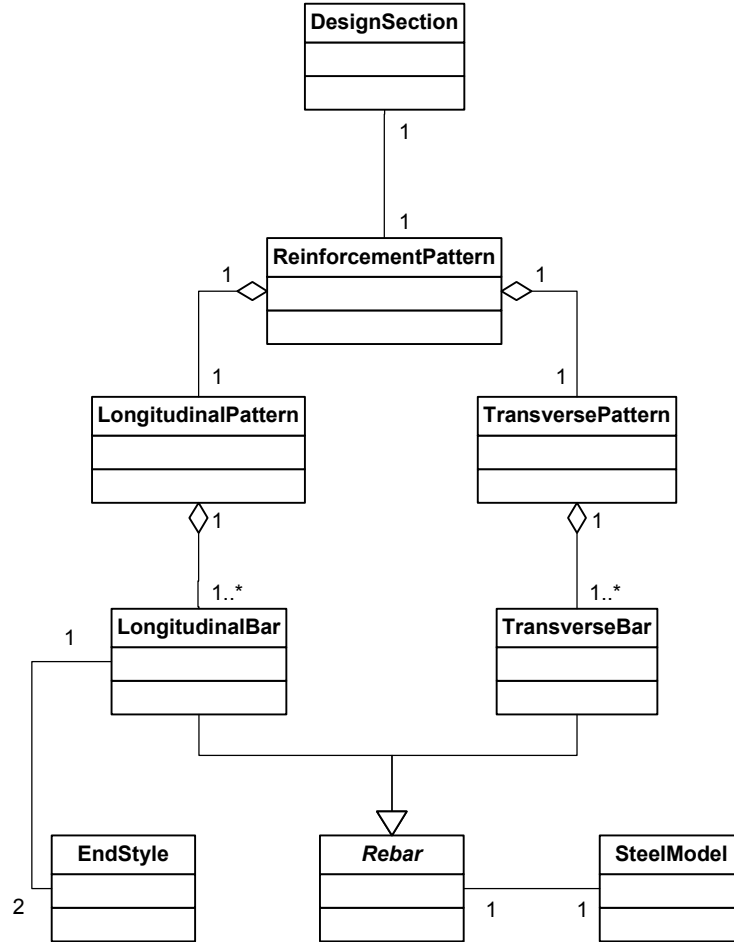 DesignSection
1
1
ReinforcementPattern
1
1
1
1
LongitudinalPattern
TransversePattern
1
1
1..*
1..*
LongitudinalBar
TransverseBar
1
EndStyle
Rebar
SteelModel
2
1
1